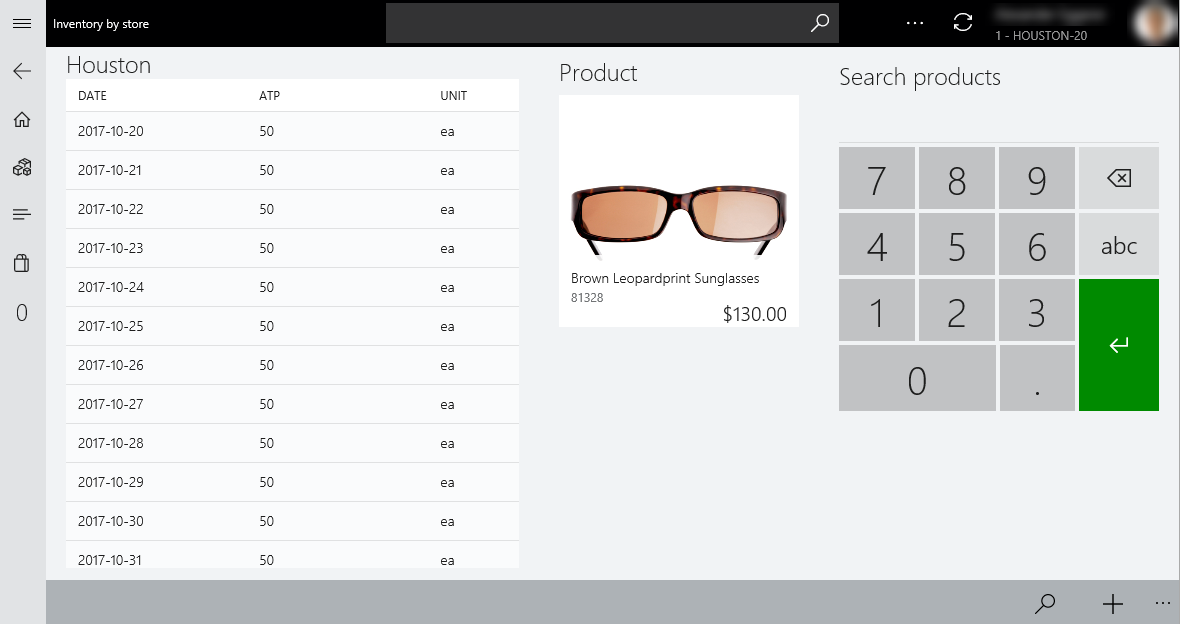 Inventory by store
1 - HOUSTON-20
Houston
DATE ATP UNIT
2017-10-20 50 ea
2017-10-21 50 ea
2017-10-22 50 ea
2017-10-23 50 ea
2017-10-24 50 ea
2017-10-25 50 ea
2017-10-26 50 ea
2017-10-27 50 ea
2017-10-28 50 ea
2017-10-29 50 ea
2017-10-30 50 ea
2017-10-31 50 ea
0
Product
Brown Leopardprint Sunglasses
81328
$130.00
Search products
7 8 9
4 5 6 abc
1 2 3
0 .